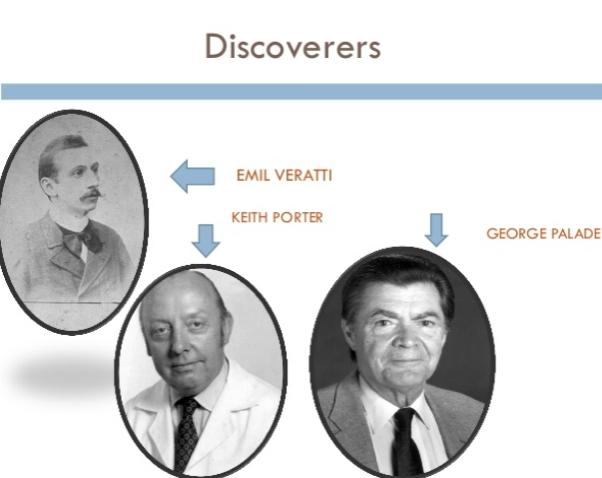 Discoverers
EMIL VERATTI
KEITH PORTER
GEORGE PALADE